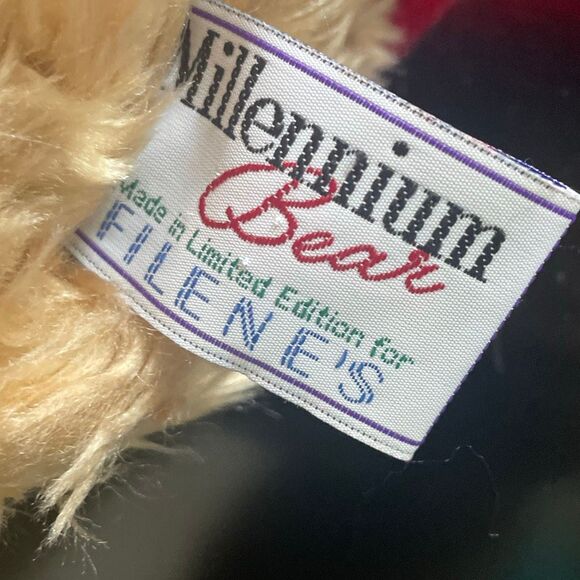 Millennium
Bear
Made in Limited Edition for
FILENE'S